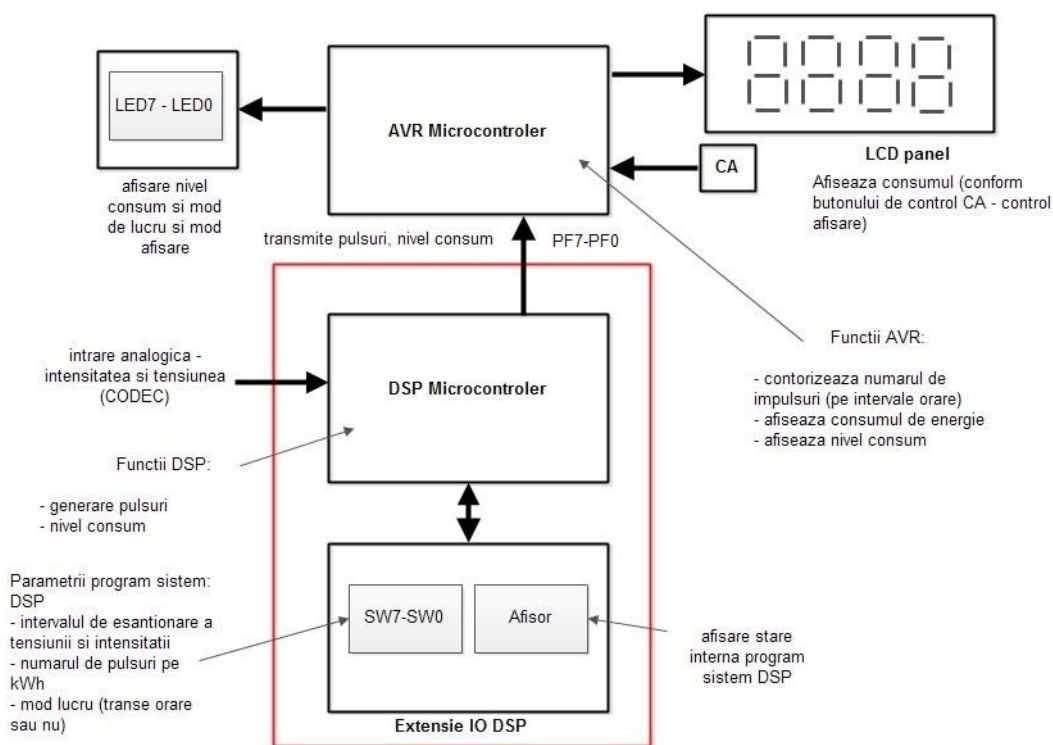 LED7 - LED0
AVR Microcontroler
LCD panel
CA
afisare nivel
consum si mod
de lucru si mod
afisare
Afiseaza consumul (conform
butonului de control CA - control
afisare)
transmite pulsuri, nivel consum
PF7-PF0
intrare analogica -
intensitatea si tensiunea
(CODEC)
DSP Microcontroler
Functii AVR:
- contorizeaza numarul de
impulsuri (pe intervale orare)
- afiseaza consumul de energie
- afiseaza nivel consum
Functii DSP:
- generare pulsuri
- nivel consum
Parametrii program sistem:
DSP
- intervalul de esantionare a
tensiunii si intensitatii
- numarul de pulsuri pe
kWh
- mod lucru (transe orare
sau nu)
SW7-SW0
Afisor
afisare stare
interna program
sistem DSP
Extensie IO DSP